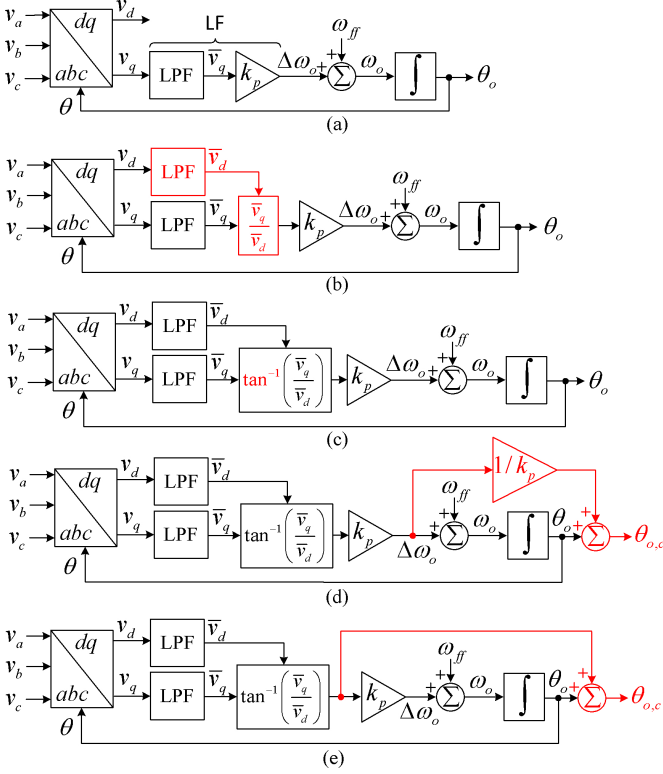 LF
v_a dq v_d
v_b
v_c abc v_q LPF v̅_q k_p Δω_o + Σ + ω_ff ω_o ∫ θ_o
θ
(a)
v_a dq v_d LPF v̅_d
v_b
v_c abc v_q LPF v̅_q v̅_q/v̅_d k_p Δω_o + Σ + ω_ff ω_o ∫ θ_o
θ
(b)
v_a dq v_d LPF v̅_d
v_b
v_c abc v_q LPF v̅_q tan⁻¹(v̅_q/v̅_d) k_p Δω_o + Σ + ω_ff ω_o ∫ θ_o
θ
(c)
v_a dq v_d LPF v̅_d 1/k_p
v_b
v_c abc v_q LPF v̅_q tan⁻¹(v̅_q/v̅_d) k_p Δω_o + Σ + ω_ff ω_o ∫ θ_o + Σ + θ_o,c
θ
(d)
v_a dq v_d LPF v̅_d
v_b
v_c abc v_q LPF v̅_q tan⁻¹(v̅_q/v̅_d) k_p Δω_o + Σ + ω_ff ω_o ∫ θ_o + Σ + θ_o,c
θ
(e)